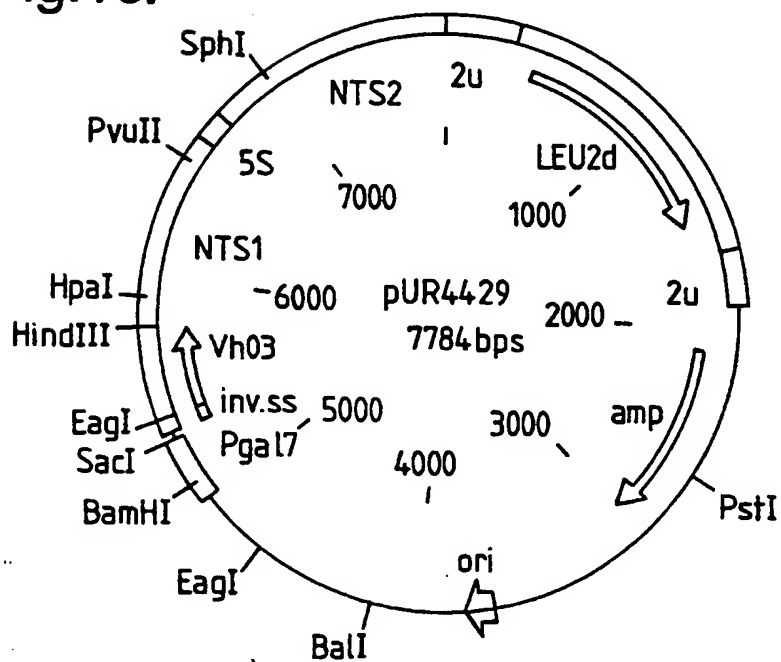 SphI
NTS2
2u
PvuII
5S
LEU2d
7000
1000
NTS1
HpaI
6000
pUR4429
2000
2u
HindIII
Vh03
7784bps
EagI
inv.ss
5000
3000
amp
SacI
Pgal7
4000
BamHI
PstI
EagI
ori
BalI